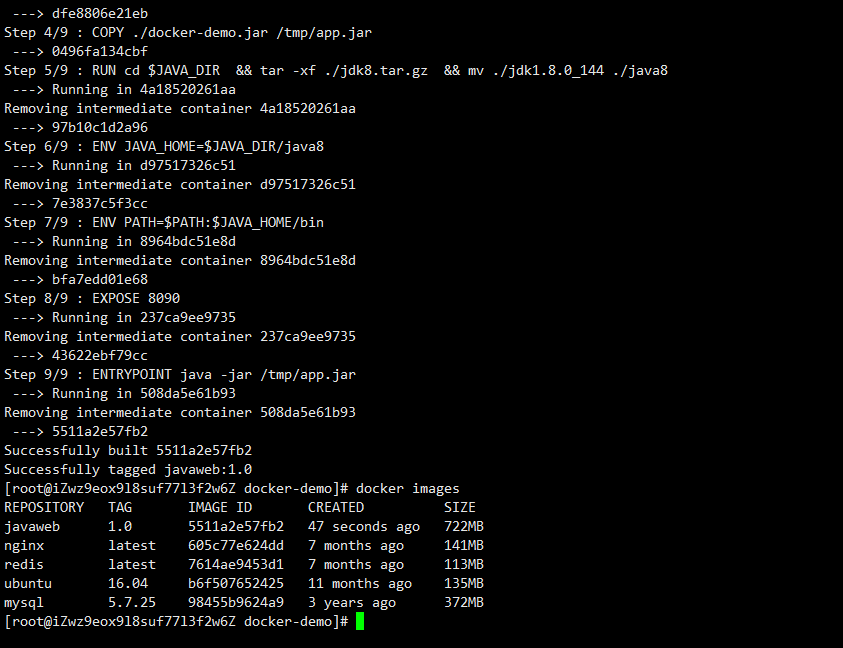 ---> dfe8806e21eb
Step 4/9 : COPY ./docker-demo.jar /tmp/app.jar
---> 0496fa134cbf
Step 5/9 : RUN cd $JAVA_DIR  && tar -xf ./jdk8.tar.gz  && mv ./jdk1.8.0_144 ./java8
---> Running in 4a18520261aa
Removing intermediate container 4a18520261aa
---> 97b10c1d2a96
Step 6/9 : ENV JAVA_HOME=$JAVA_DIR/java8
---> Running in d97517326c51
Removing intermediate container d97517326c51
---> 7e3837c5f3cc
Step 7/9 : ENV PATH=$PATH:$JAVA_HOME/bin
---> Running in 8964bdc51e8d
Removing intermediate container 8964bdc51e8d
---> bfa7edd01e68
Step 8/9 : EXPOSE 8090
---> Running in 237ca9ee9735
Removing intermediate container 237ca9ee9735
---> 43622ebf79cc
Step 9/9 : ENTRYPOINT java -jar /tmp/app.jar
---> Running in 508da5e61b93
Removing intermediate container 508da5e61b93
---> 5511a2e57fb2
Successfully built 5511a2e57fb2
Successfully tagged javaweb:1.0
[root@iZwz9eox9l8suf77l3f2w6Z docker-demo]# docker images
REPOSITORY   TAG       IMAGE ID       CREATED          SIZE
javaweb      1.0       5511a2e57fb2   47 seconds ago   722MB
nginx        latest    605c77e624dd   7 months ago     141MB
redis        latest    7614ae9453d1   7 months ago     113MB
ubuntu       16.04     b6f507652425   11 months ago    135MB
mysql        5.7.25    98455b9624a9   3 years ago      372MB
[root@iZwz9eox9l8suf77l3f2w6Z docker-demo]#